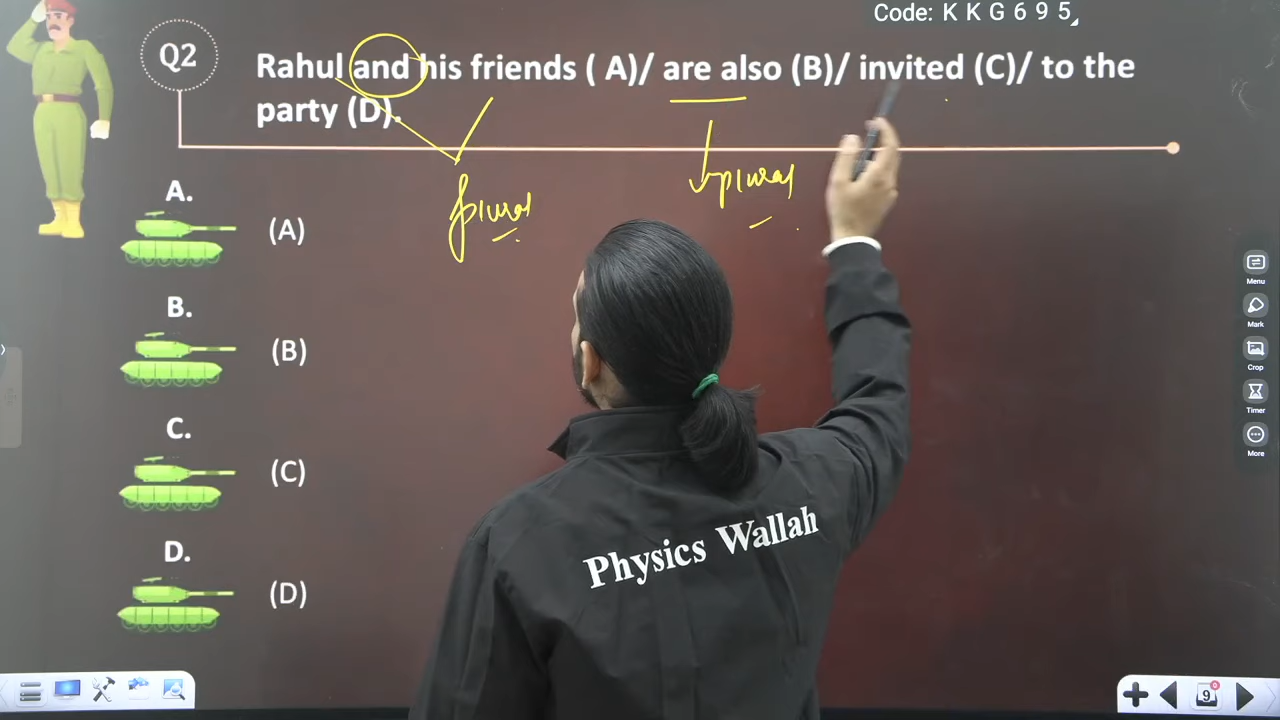 Code: K K G 6 9 5
Q2
Rahul and his friends ( A)/ are also (B)/ invited (C)/ to the
party (D).
plural
plural
A.
(A)
B.
(B)
C.
(C)
D.
(D)
Physics Wallah
Menu
Mark
Crop
Timer
More
9
0